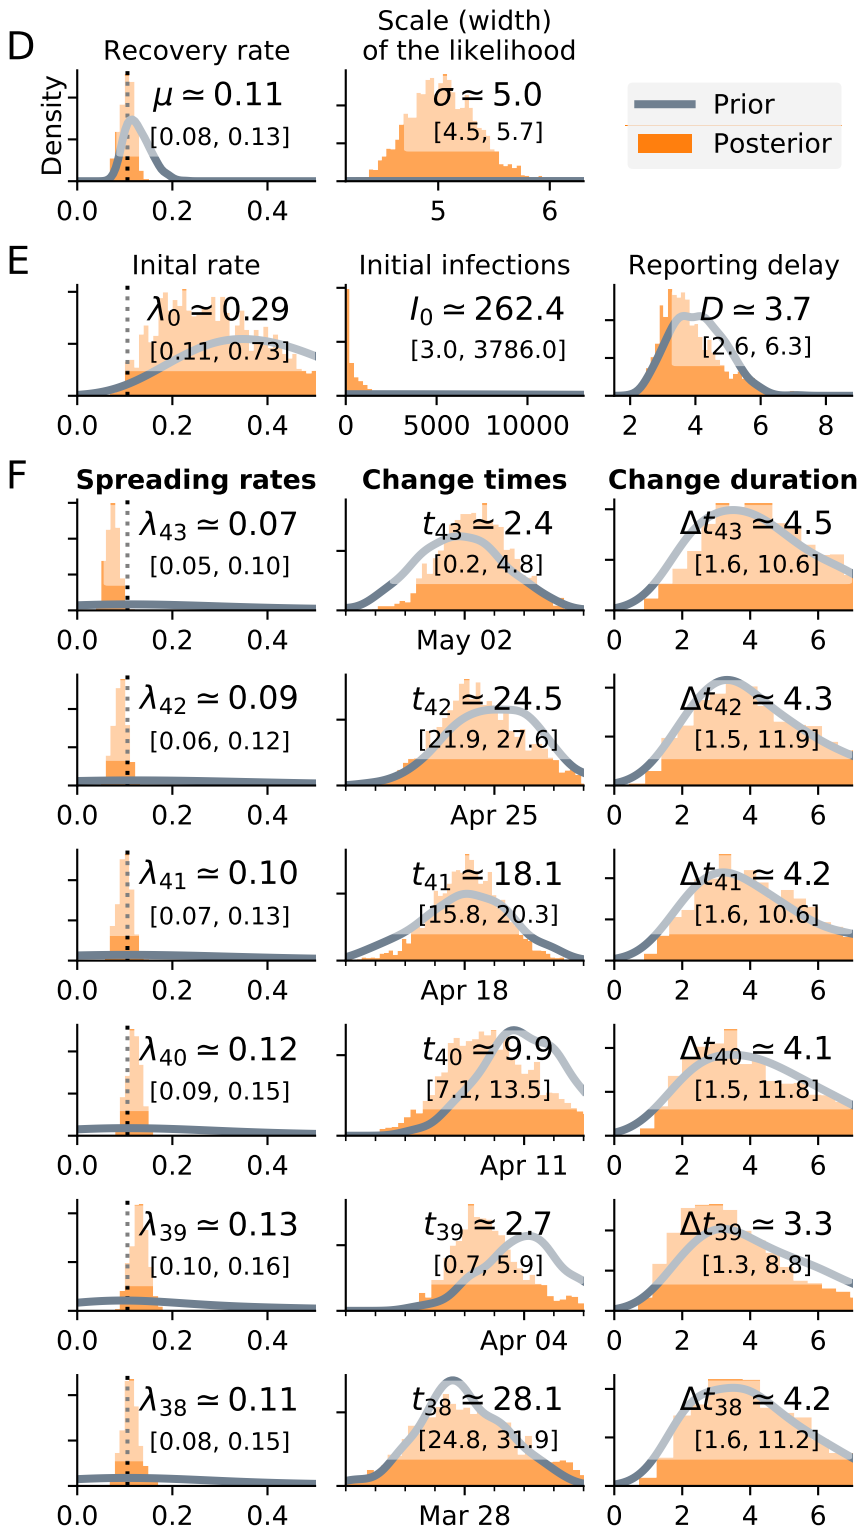 D
Recovery rate
Scale (width)
of the likelihood
Density
μ ≃ 0.11
[0.08, 0.13]
σ ≃ 5.0
[4.5, 5.7]
Prior
Posterior
0.0 0.2 0.4
5 6
E
Inital rate
Initial infections
Reporting delay
λ0 ≃ 0.29
[0.11, 0.73]
I0 ≃ 262.4
[3.0, 3786.0]
D ≃ 3.7
[2.6, 6.3]
0.0 0.2 0.4
0 5000 10000
2 4 6 8
F
Spreading rates
Change times
Change duration
λ43 ≃ 0.07
[0.05, 0.10]
t43 ≃ 2.4
[0.2, 4.8]
Δt43 ≃ 4.5
[1.6, 10.6]
0.0 0.2 0.4
May 02
0 2 4 6
λ42 ≃ 0.09
[0.06, 0.12]
t42 ≃ 24.5
[21.9, 27.6]
Δt42 ≃ 4.3
[1.5, 11.9]
0.0 0.2 0.4
Apr 25
0 2 4 6
λ41 ≃ 0.10
[0.07, 0.13]
t41 ≃ 18.1
[15.8, 20.3]
Δt41 ≃ 4.2
[1.6, 10.6]
0.0 0.2 0.4
Apr 18
0 2 4 6
λ40 ≃ 0.12
[0.09, 0.15]
t40 ≃ 9.9
[7.1, 13.5]
Δt40 ≃ 4.1
[1.5, 11.8]
0.0 0.2 0.4
Apr 11
0 2 4 6
λ39 ≃ 0.13
[0.10, 0.16]
t39 ≃ 2.7
[0.7, 5.9]
Δt39 ≃ 3.3
[1.3, 8.8]
0.0 0.2 0.4
Apr 04
0 2 4 6
λ38 ≃ 0.11
[0.08, 0.15]
t38 ≃ 28.1
[24.8, 31.9]
Δt38 ≃ 4.2
[1.6, 11.2]
0.0 0.2 0.4
Mar 28
0 2 4 6